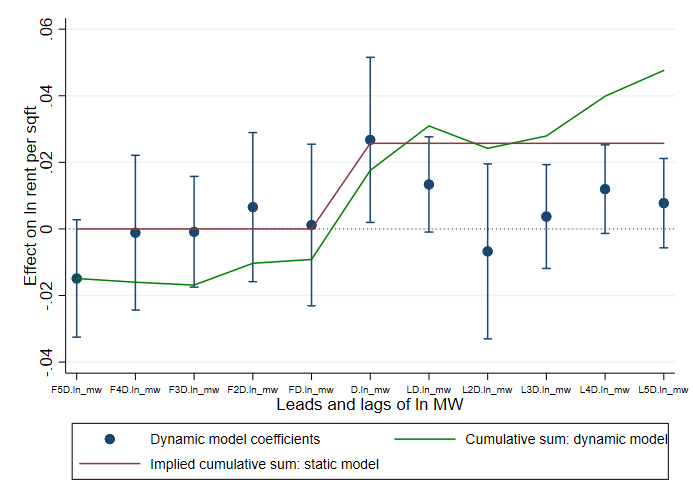 Effect on ln rent per sqft
.06
.04
.02
0
-.02
-.04
F5D.ln_mw F4D.ln_mw F3D.ln_mw F2D.ln_mw FD.ln_mw D.ln_mw LD.ln_mw L2D.ln_mw L3D.ln_mw L4D.ln_mw L5D.ln_mw
Leads and lags of ln MW
Dynamic model coefficients Cumulative sum: dynamic model
Implied cumulative sum: static model